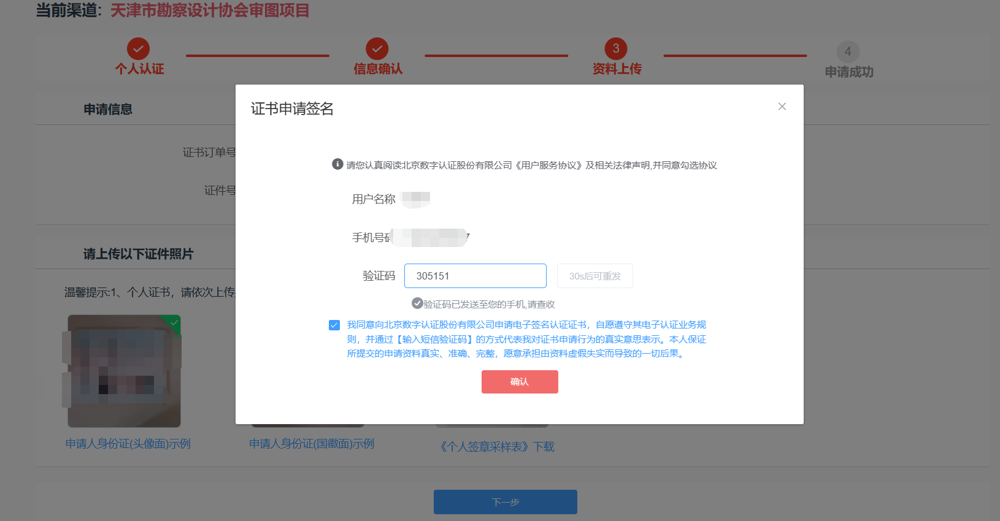 当前渠道：天津市勘察设计协会审图项目
3
4
个人认证
信息确认
资料上传
申请成功
证书申请签名
申请信息
证书订单号
证件号
请您认真阅读北京数字认证股份有限公司《用户服务协议》及相关法律声明,并同意勾选协议
用户名称
手机号码 7
请上传以下证件照片
验证码 305151 30s后可重发
温馨提示:1、个人证书，请依次上传
验证码已发送至您的手机,请查收
我同意向北京数字认证股份有限公司申请电子签名认证证书，自愿遵守其电子认证业务规
则，并通过【输入短信验证码】的方式代表我对证书申请行为的真实意思表示。本人保证
所提交的申请资料真实、准确、完整，愿意承担由资料虚假失实而导致的一切后果。
确认
申请人身份证(头像面)示例
申请人身份证(国徽面)示例
《个人签章采样表》下载
下一步